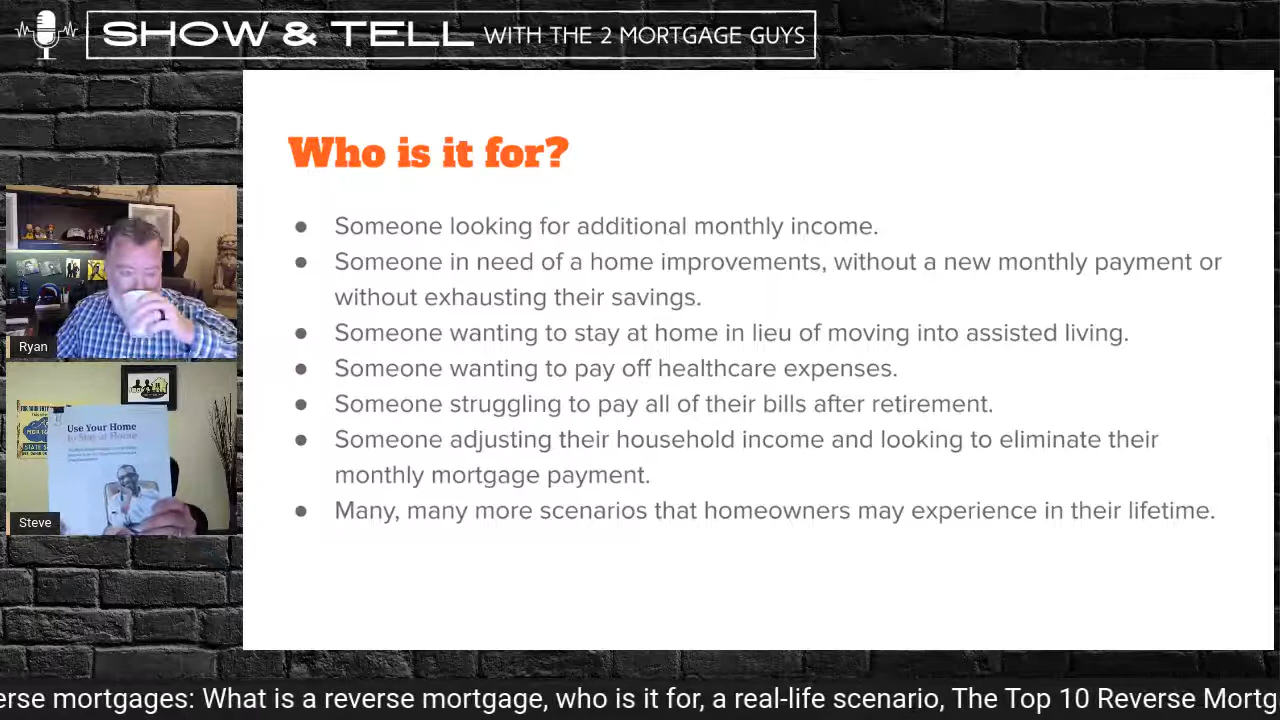 SHOW & TELL WITH THE 2 MORTGAGE GUYS
Who is it for?
● Someone looking for additional monthly income.
● Someone in need of a home improvements, without a new monthly payment or
without exhausting their savings.
● Someone wanting to stay at home in lieu of moving into assisted living.
● Someone wanting to pay off healthcare expenses.
● Someone struggling to pay all of their bills after retirement.
● Someone adjusting their household income and looking to eliminate their
monthly mortgage payment.
● Many, many more scenarios that homeowners may experience in their lifetime.
Ryan
Use Your Home
to Stay at Home
Steve
erse mortgages: What is a reverse mortgage, who is it for, a real-life scenario, The Top 10 Reverse Mortg